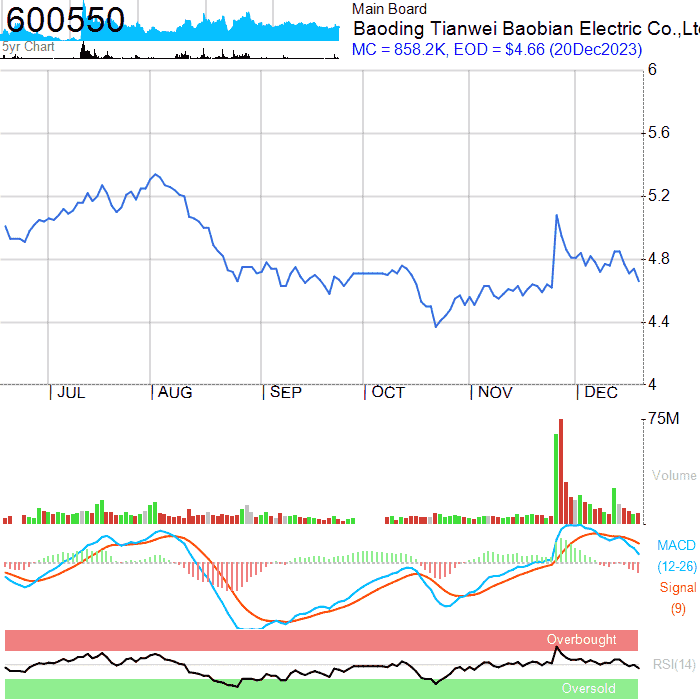 600550
5yr Chart
Main Board
Baoding Tianwei Baobian Electric Co.,Lt
MC = 858.2K, EOD = $4.66 (20Dec2023)
6
5.6
5.2
4.8
4.4
4
JUL AUG SEP OCT NOV DEC
75M
Volume
MACD
(12-26)
Signal
(9)
Overbought
RSI(14)
Oversold